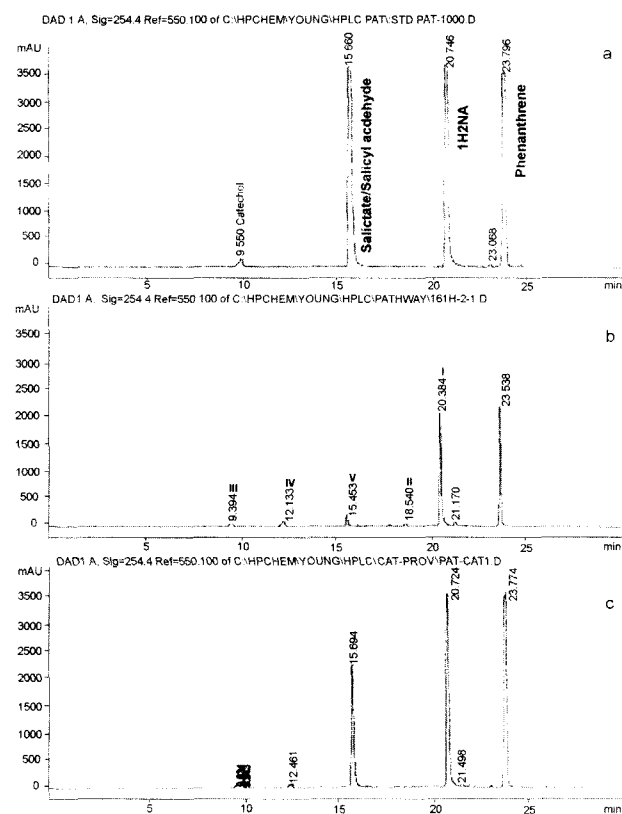 DAD 1 A, Sig=254.4 Ref=550.100 of C:\HPCHEM\YOUNG\HPLC PAT\STD PAT-1000.D
mAU
a
3500
3000
2500
2000
1500
1000
500
0
9.550 Catechol
15 660
Salictate/Salicyl acdehyde
20 746
1H2NA
23.068
23.796
Phenanthrene
5
10
15
20
25
min
DAD1 A, Sig=254 4 Ref=550 100 of C:\HPCHEM\YOUNG\HPLC\PATHWAY\161H-2-1 D
mAU
b
3500
3000
2500
2000
1500
1000
500
0
9.394 III
12.133 IV
15 453 V
18.540 II
20 384 I
21.170
23 538
5
10
15
20
25
min
DAD1 A, Sig=254.4 Ref=550.100 of C:\HPCHEM\YOUNG\HPLC\CAT-PROV\PAT-CAT1.D
mAU
c
3500
3000
2500
2000
1500
1000
500
0
12.461
15.694
20.724
21.498
23.774
5
10
15
20
25
min